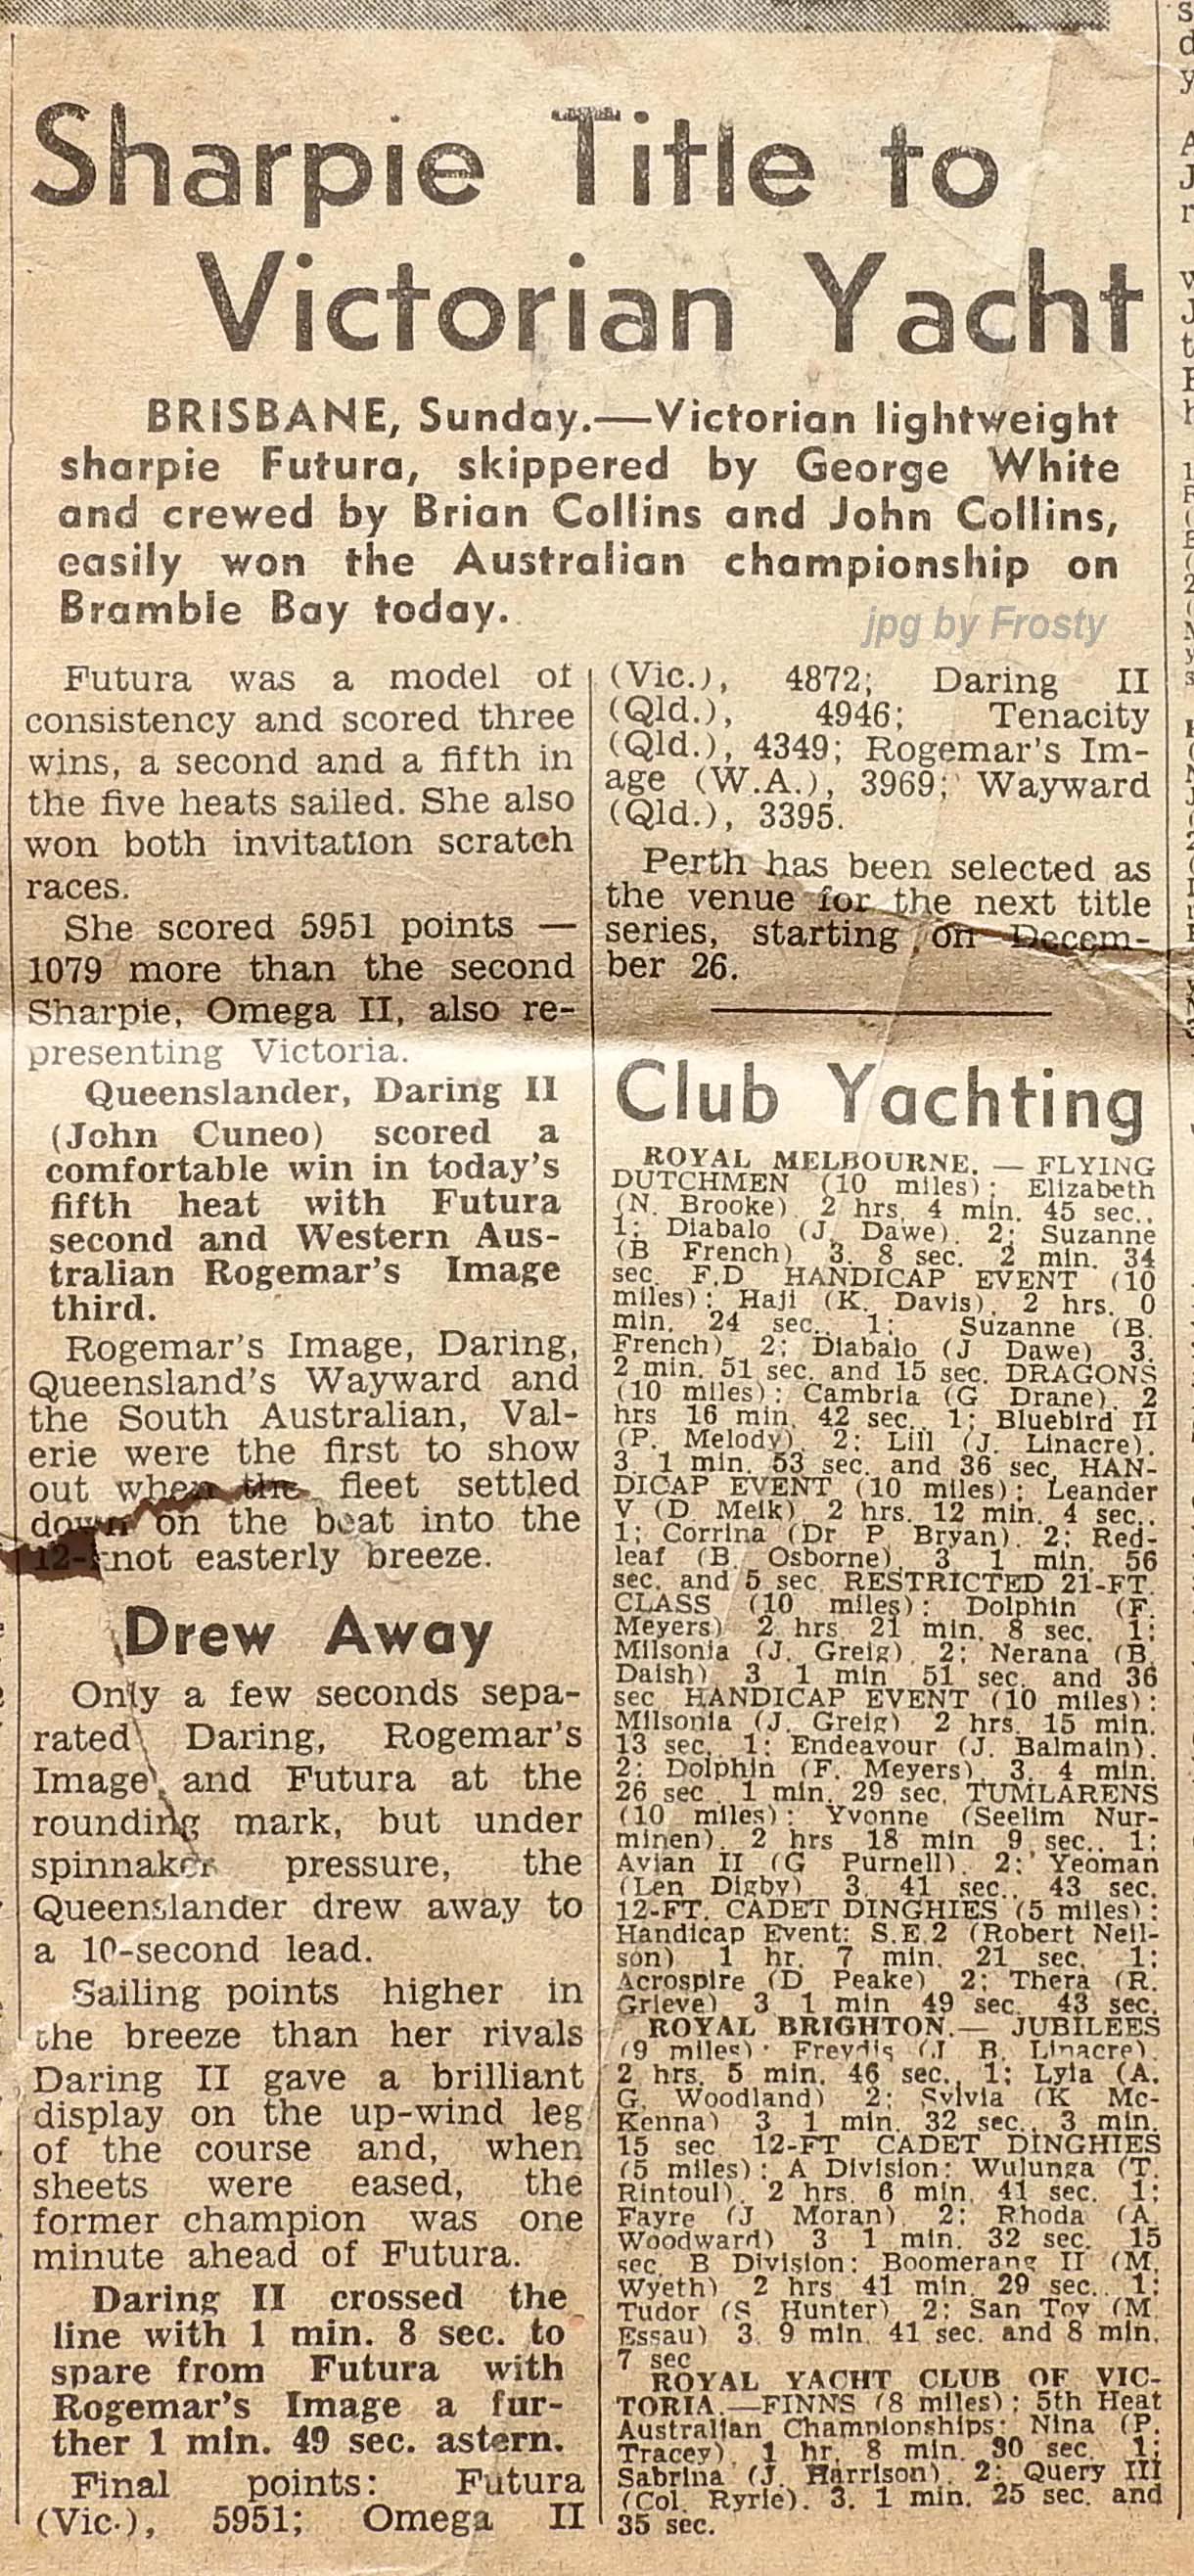 Sharpie Title to
Victorian Yacht
BRISBANE, Sunday.—Victorian lightweight
sharpie Futura, skippered by George White
and crewed by Brian Collins and John Collins,
easily won the Australian championship on
Bramble Bay today.
jpg by Frosty
Futura was a model of
consistency and scored three
wins, a second and a fifth in
the five heats sailed. She also
won both invitation scratch
races.
She scored 5951 points —
1079 more than the second
Sharpie, Omega II, also re-
presenting Victoria.
Queenslander, Daring II
(John Cuneo) scored a
comfortable win in today's
fifth heat with Futura
second and Western Aus-
tralian Rogemar's Image
third.
Rogemar's Image, Daring,
Queensland's Wayward and
the South Australian, Val-
erie were the first to show
out when the fleet settled
down on the beat into the
12-knot easterly breeze.
Drew Away
Only a few seconds sepa-
rated Daring, Rogemar's
Image, and Futura at the
rounding mark, but under
spinnaker pressure, the
Queenslander drew away to
a 10-second lead.
Sailing points higher in
the breeze than her rivals
Daring II gave a brilliant
display on the up-wind leg
of the course and, when
sheets were eased, the
former champion was one
minute ahead of Futura.
Daring II crossed the
line with 1 min. 8 sec. to
spare from Futura with
Rogemar's Image a fur-
ther 1 min. 49 sec. astern.
Final points: Futura
(Vic.), 5951; Omega II
(Vic.), 4872; Daring II
(Qld.), 4946; Tenacity
(Qld.), 4349; Rogemar's Im-
age (W.A.), 3969; Wayward
(Qld.), 3395.
Perth has been selected as
the venue for the next title
series, starting on Decem-
ber 26.
Club Yachting
ROYAL MELBOURNE. — FLYING
DUTCHMEN (10 miles): Elizabeth
(N. Brooke). 2 hrs. 4 min. 45 sec..
1: Diabalo (J. Dawe). 2: Suzanne
(B French) 3. 8 sec. 2 min. 34
sec. F.D HANDICAP EVENT (10
miles): Haji (K. Davis). 2 hrs. 0
min. 24 sec.. 1: Suzanne (B.
French) 2: Diabalo (J Dawe) 3.
2 min. 51 sec. and 15 sec. DRAGONS
(10 miles): Cambria (G Drane). 2
hrs 16 min. 42 sec.. 1: Bluebird II
(P. Melody). 2: Lill (J. Linacre).
3. 1 min. 53 sec. and 36 sec. HAN-
DICAP EVENT (10 miles): Leander
V (D Meik). 2 hrs. 12 min. 4 sec..
1; Corrina (Dr P Bryan). 2: Red-
leaf (B. Osborne). 3. 1 min. 56
sec. and 5 sec. RESTRICTED 21-FT.
CLASS (10 miles): Dolphin (F.
Meyers) 2 hrs. 21 min. 8 sec. 1:
Milsonia (J. Greig). 2: Nerana (B.
Daish). 3 1 min 51 sec. and 36
sec HANDICAP EVENT (10 miles):
Milsonia (J. Greig) 2 hrs. 15 min.
13 sec. 1: Endeavour (J. Balmain).
2: Dolphin (F. Meyers). 3. 4 min.
26 sec . 1 min. 29 sec. TUMLARENS
(10 miles): Yvonne (Seelim Nur-
minen). 2 hrs 18 min 9 sec.. 1:
Avian II (G Purnell). 2: Yeoman
(Len Digby) 3. 41 sec.. 43 sec.
12-FT. CADET DINGHIES (5 miles):
Handicap Event: S.E.2 (Robert Neil-
son) 1 hr. 7 min. 21 sec. 1:
Acrospire (D Peake) 2: Thera (R.
Grieve) 3 1 min 49 sec. 43 sec.
ROYAL BRIGHTON.— JUBILEES
(9 miles): Freydis (J B. Linacre).
2 hrs. 5 min. 46 sec.. 1: Lyla (A.
G. Woodland) 2: Sylvia (K Mc-
Kenna) 3 1 min. 32 sec.. 3 min.
15 sec 12-FT CADET DINGHIES
(5 miles): A Division: Wulunga (T.
Rintoul). 2 hrs. 6 min. 41 sec. 1:
Fayre (J Moran). 2: Rhoda (A.
Woodward) 3 1 min. 32 sec. 15
sec. B Division: Boomerang II (M.
Wyeth) 2 hrs 41 min. 29 sec.. 1:
Tudor (S Hunter) 2: San Toy (M
Essau) 3. 9 min. 41 sec. and 8 min.
7 sec
ROYAL YACHT CLUB OF VIC-
TORIA.—FINNS (8 miles): 5th Heat
Australian Championships: Nina (P.
Tracey). 1 hr. 8 min. 30 sec. 1:
Sabrina (J. Harrison). 2: Query III
(Col. Ryrie). 3. 1 min. 25 sec. and
35 sec.